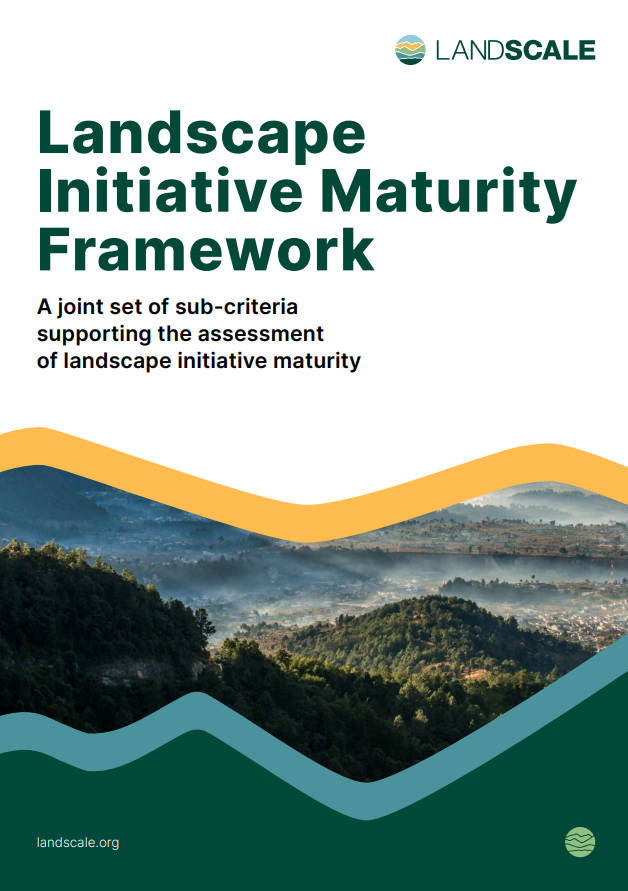 LANDSCALE
Landscape
Initiative Maturity
Framework
A joint set of sub-criteria
supporting the assessment
of landscape initiative maturity
landscale.org